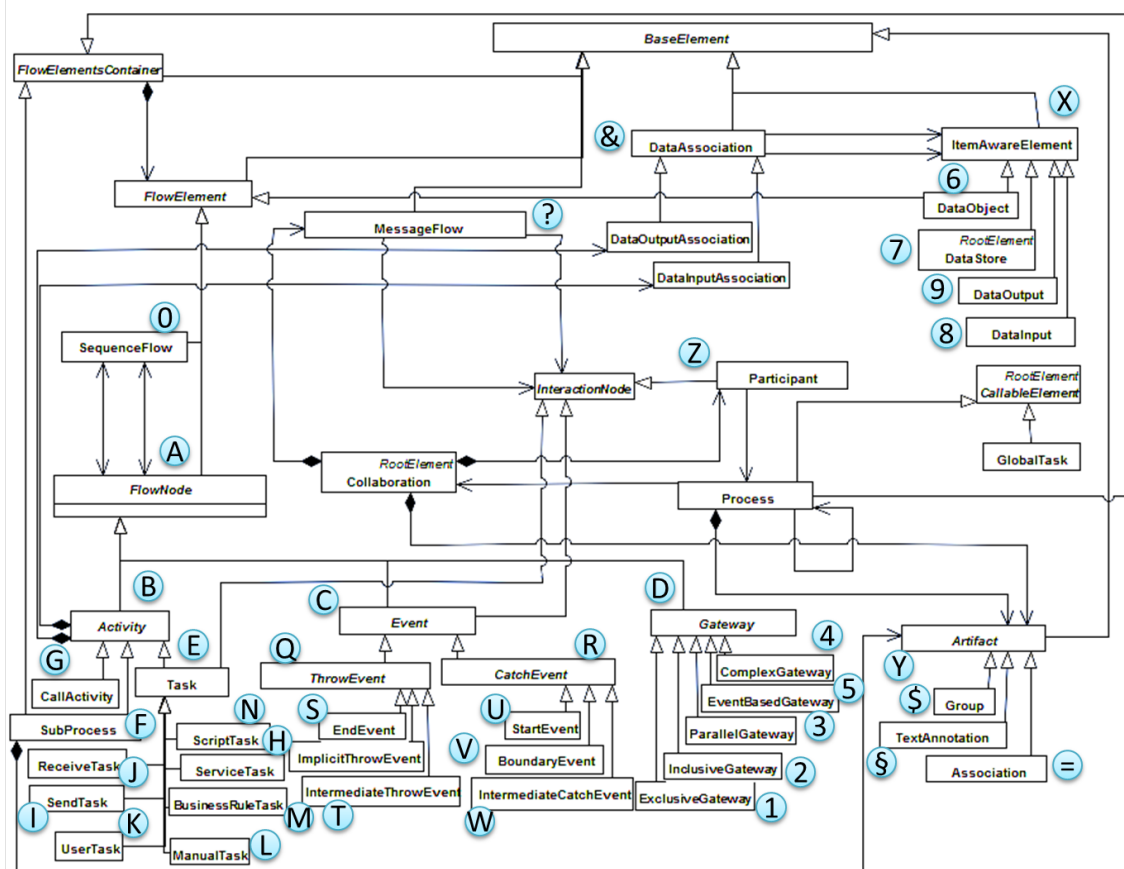 BaseElement
FlowElementsContainer
X
&
DataAssociation
ItemAwareElement
6
FlowElement
DataObject
?
MessageFlow
DataOutputAssociation
7
RootElement
DataStore
DataInputAssociation
9
DataOutput
0
8
DataInput
SequenceFlow
Z
InteractionNode
Participant
RootElement
CallableElement
A
GlobalTask
RootElement
Collaboration
FlowNode
Process
B
C
D
Activity
Event
Gateway
Artifact
G
E
Q
R
4
Y
CallActivity
Task
ThrowEvent
CatchEvent
ComplexGateway
5
$
Group
N
S
U
EventBasedGateway
SubProcess
F
ScriptTask
H
EndEvent
StartEvent
3
ParallelGateway
TextAnnotation
§
ReceiveTask
J
ServiceTask
ImplicitThrowEvent
V
BoundaryEvent
InclusiveGateway
2
Association
=
SendTask
I
K
BusinessRuleTask
M
IntermediateThrowEvent
T
IntermediateCatchEvent
W
ExclusiveGateway
1
UserTask
ManualTask
L